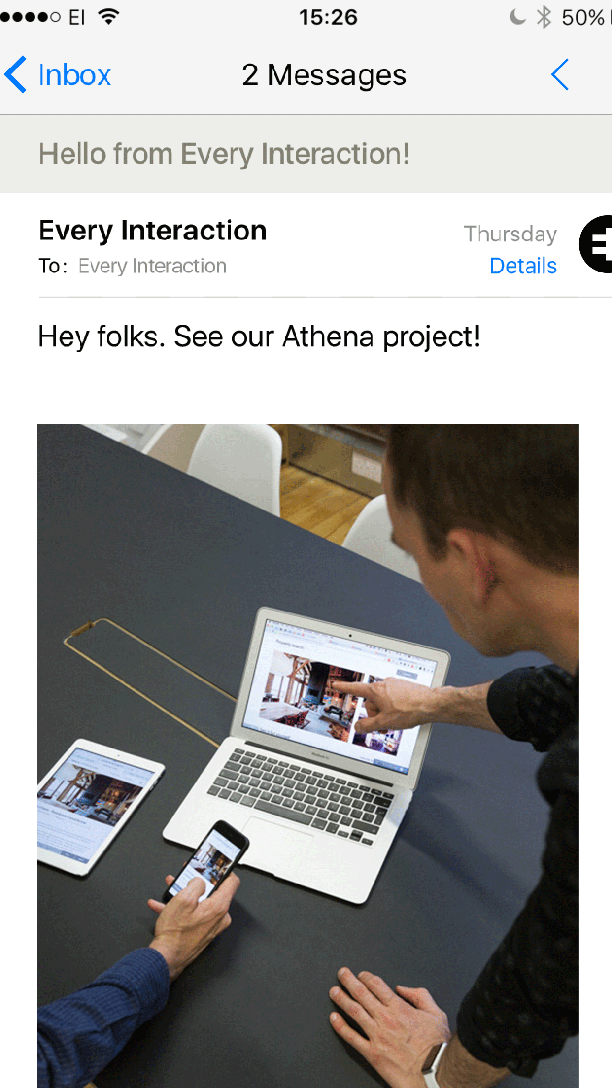 EI 15:26 50%
Inbox 2 Messages
Hello from Every Interaction!
Every Interaction Thursday
To: Every Interaction Details
Hey folks. See our Athena project!